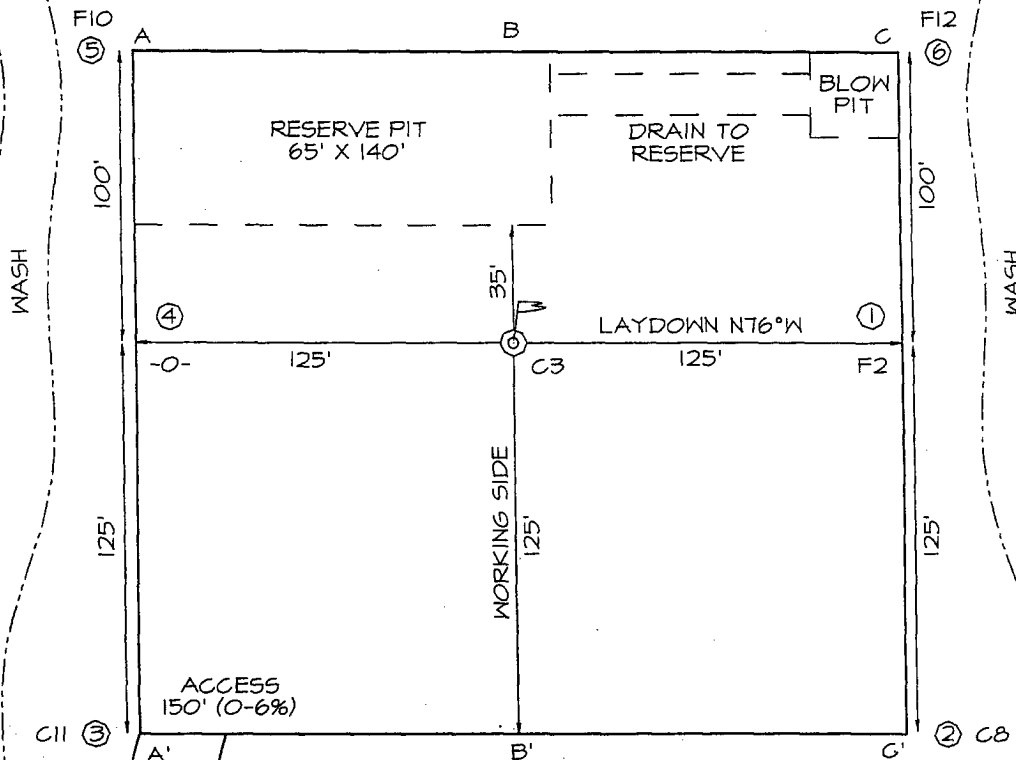 F10
F12
5
A
B
C
6
BLOW
PIT
RESERVE PIT
65' X 140'
DRAIN TO
RESERVE
100'
100'
WASH
WASH
35'
4
LAYDOWN N76°W
1
-0-
125'
C3
125'
F2
WORKING SIDE
125'
125'
125'
ACCESS
150' (0-6%)
C11
3
2
C8
A'
B'
C'